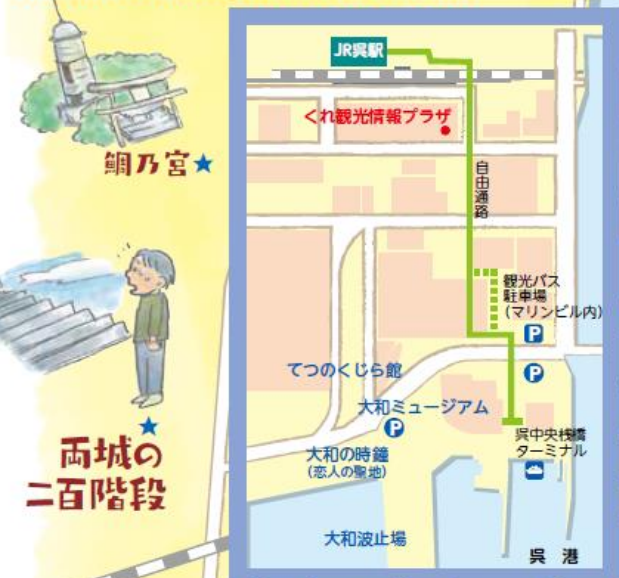 鯛乃宮
両城の
二百階段
JR呉駅
くれ観光情報プラザ
自由通路
観光バス
駐車場
(マリンビル内)
P
P
てつのくじら館
大和ミュージアム
P
大和の時鐘
(恋人の聖地)
呉中央桟橋
ターミナル
大和波止場
呉 港